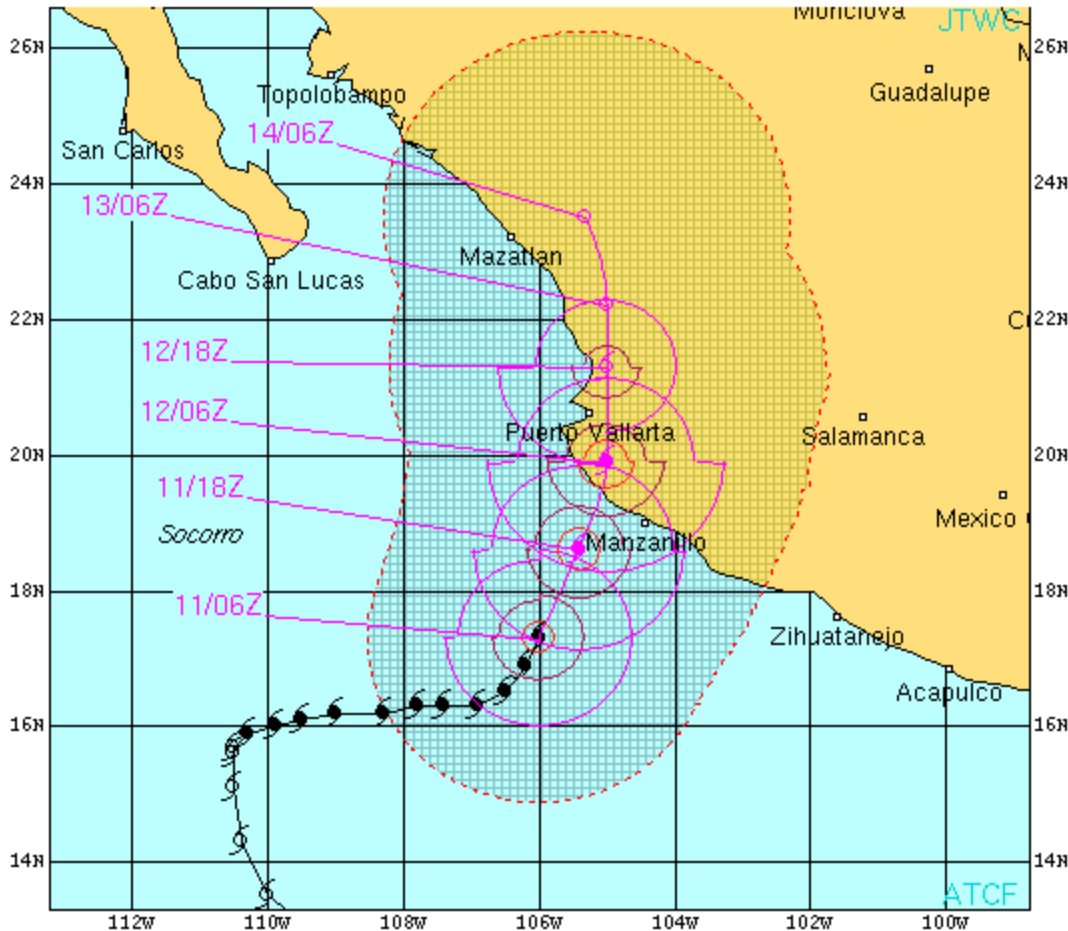 Monclova
JTWC
26N
26N
Topolobampo
Guadalupe
M
14/06Z
San Carlos
24N
24N
13/06Z
Mazatlan
Cabo San Lucas
22N
22N
C
12/18Z
12/06Z
Puerto Vallarta
Salamanca
20N
20N
11/18Z
Mexico
Socorro
Manzanillo
18N
18N
11/06Z
Zihuatanejo
Acapulco
16N
16N
14N
14N
ATCF
112W
110W
108W
106W
104W
102W
100W